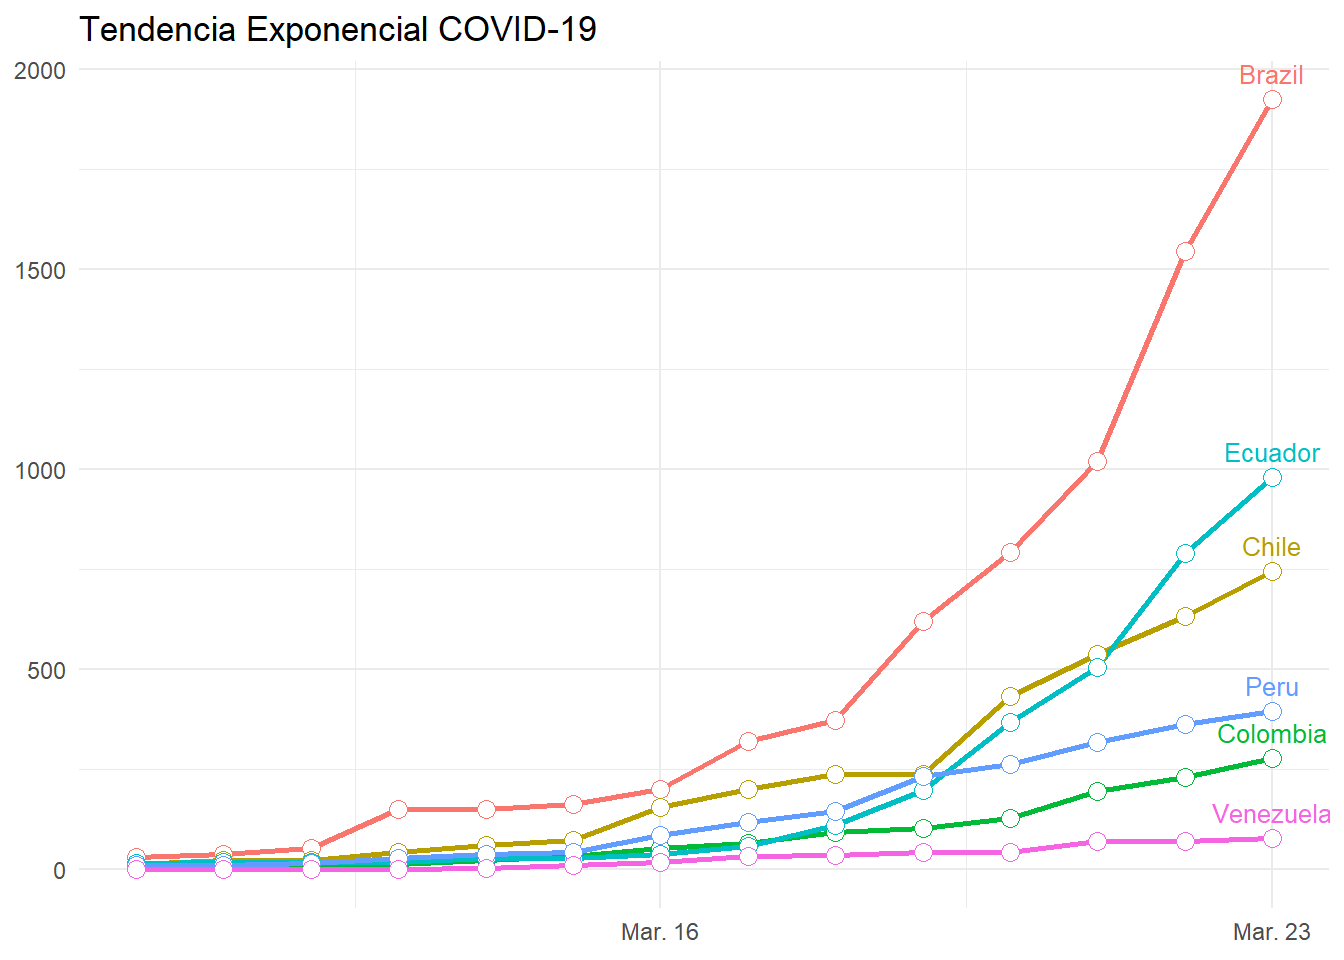 Tendencia Exponencial COVID-19
2000
Brazil
1500
1000
Ecuador
Chile
500
Peru
Colombia
Venezuela
0
Mar. 16
Mar. 23